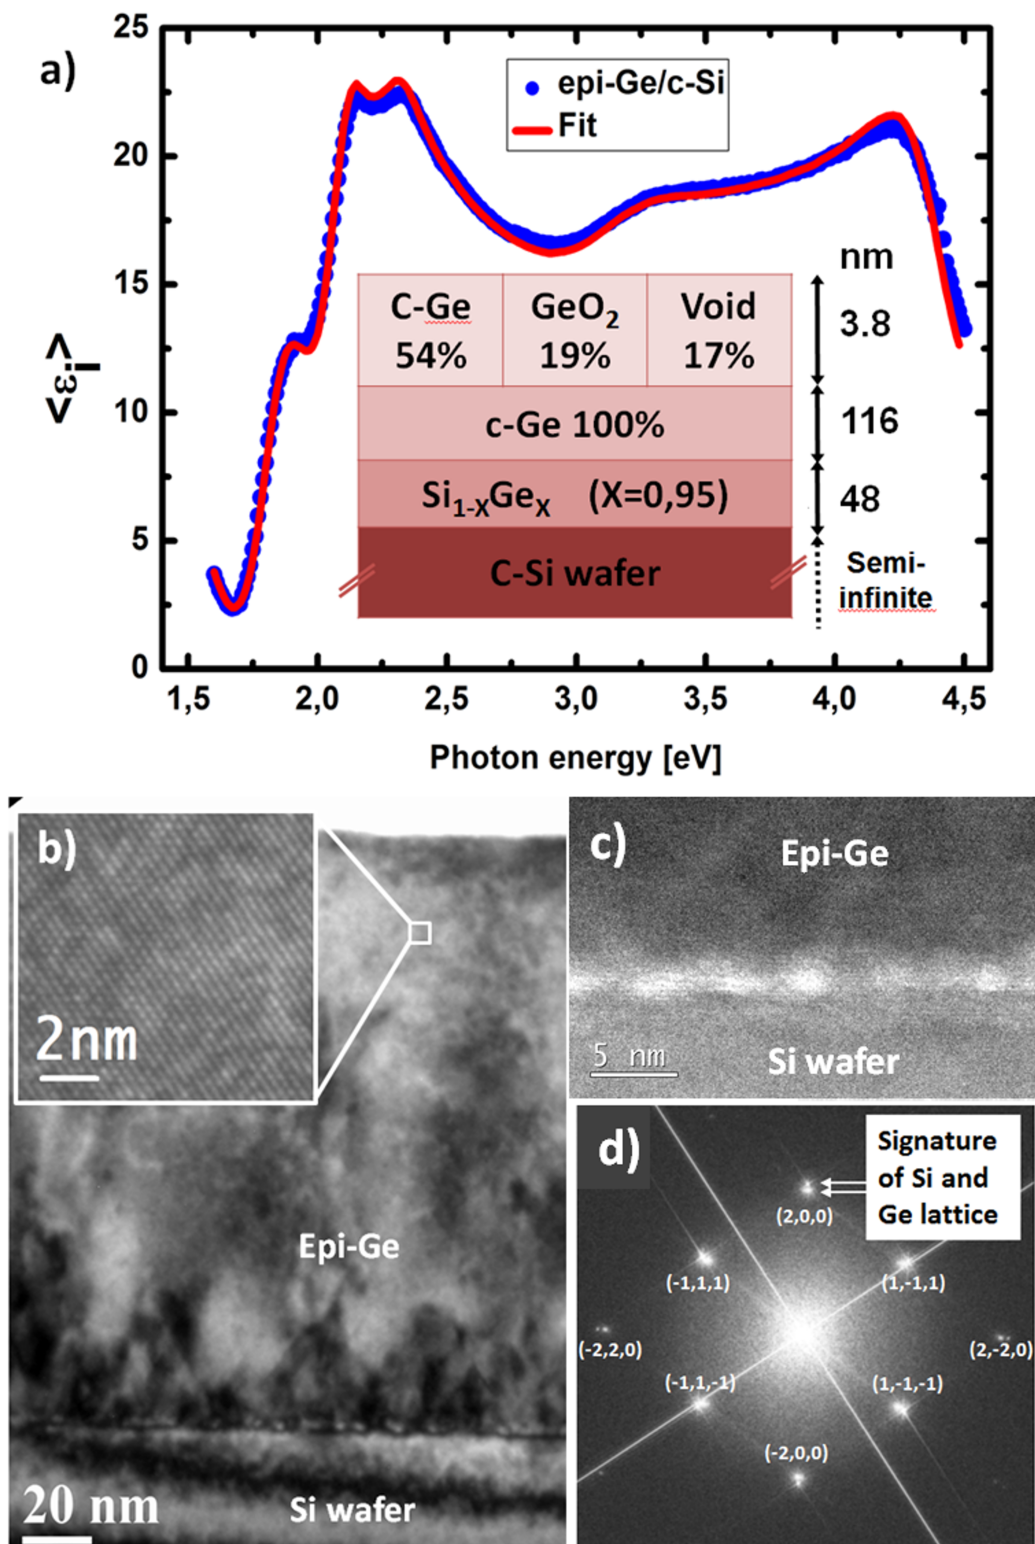 a)
25
20
15
10
5
0
<εi>
epi-Ge/c-Si
Fit
nm
C-Ge
54%
GeO2
19%
Void
17%
3.8
c-Ge 100%
116
Si1-XGeX (X=0,95)
48
C-Si wafer
Semi-
infinite
1,5 2,0 2,5 3,0 3,5 4,0 4,5
Photon energy [eV]
b)
2nm
Epi-Ge
Si wafer
20 nm
c)
Epi-Ge
5 nm
Si wafer
d)
Signature
of Si and
Ge lattice
(2,0,0)
(-1,1,1)
(1,-1,1)
(-2,2,0)
(2,-2,0)
(-1,1,-1)
(1,-1,-1)
(-2,0,0)